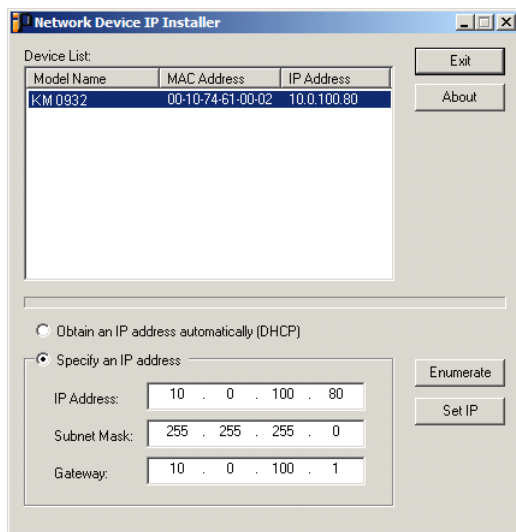 Network Device IP Installer
Device List:
Exit
Model Name MAC Address IP Address
KM 0932 00-10-74-61-00-02 10.0.100.80
About
Obtain an IP address automatically (DHCP)
Specify an IP address
Enumerate
IP Address: 10 . 0 . 100 . 80
Set IP
Subnet Mask: 255 . 255 . 255 . 0
Gateway: 10 . 0 . 100 . 1